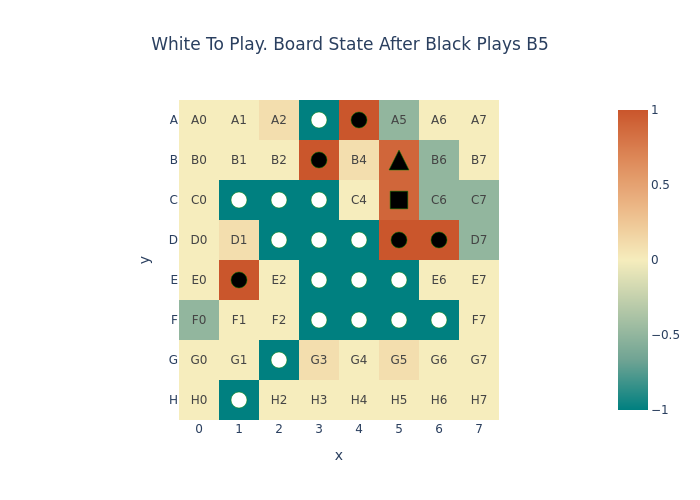 White To Play. Board State After Black Plays B5
A A0 A1 A2 A5 A6 A7
B B0 B1 B2 B4 B6 B7
C C0 C4 C6 C7
D D0 D1 D7
E E0 E2 E6 E7
F F0 F1 F2 F7
G G0 G1 G3 G4 G5 G6 G7
H H0 H2 H3 H4 H5 H6 H7
0 1 2 3 4 5 6 7
x
y
1
0.5
0
−0.5
−1